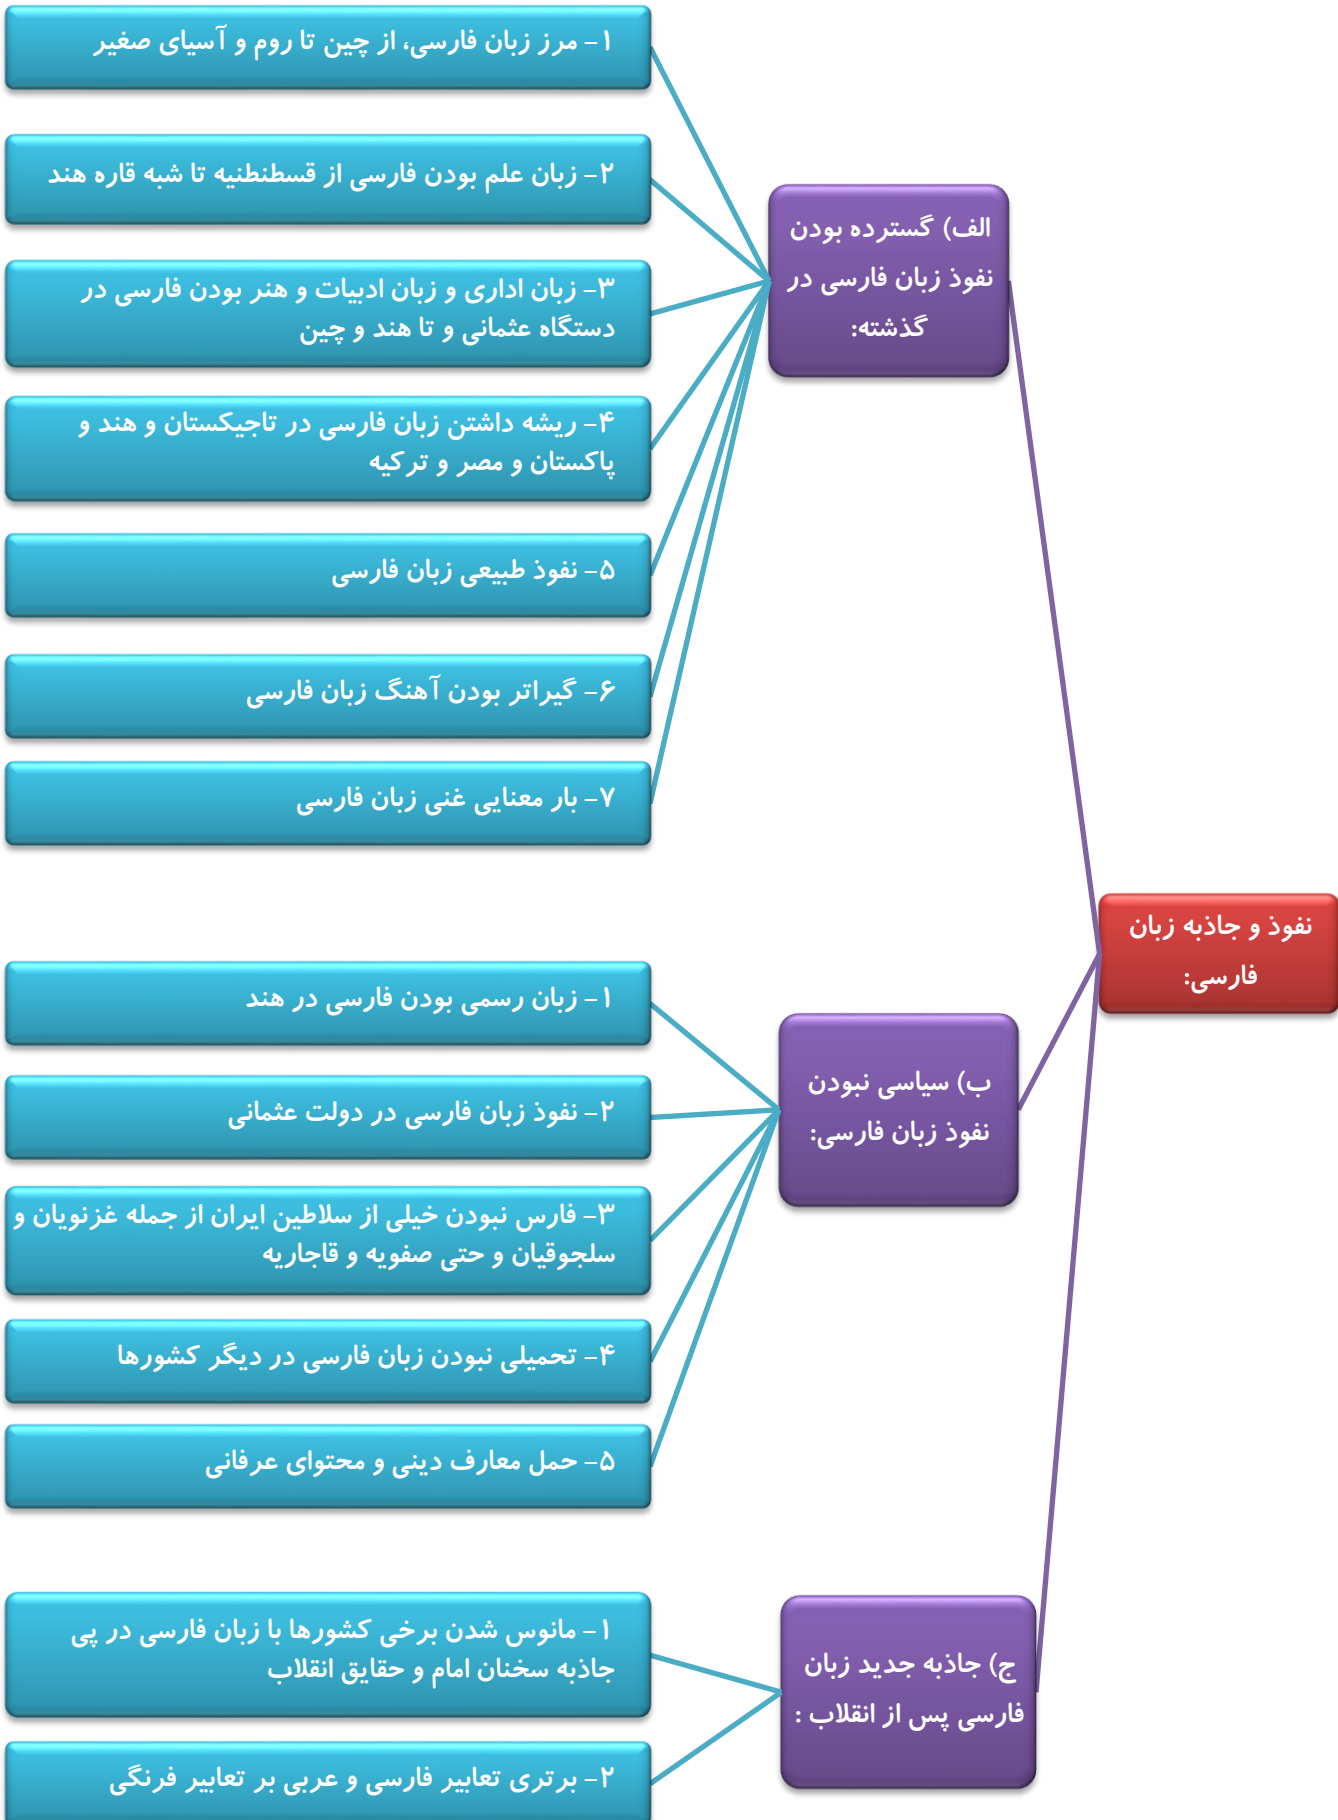 نفوذ و جاذبه زبان
فارسی:
الف) گسترده بودن
نفوذ زبان فارسی در
گذشته:
۱- مرز زبان فارسی، از چین تا روم و آسیای صغیر
۲- زبان علم بودن فارسی از قسطنطنیه تا شبه قاره هند
۳- زبان اداری و زبان ادبیات و هنر بودن فارسی در
دستگاه عثمانی و تا هند و چین
۴- ریشه داشتن زبان فارسی در تاجیکستان و هند و
پاکستان و مصر و ترکیه
۵- نفوذ طبیعی زبان فارسی
۶- گیراتر بودن آهنگ زبان فارسی
۷- بار معنایی غنی زبان فارسی
ب) سیاسی نبودن
نفوذ زبان فارسی:
۱- زبان رسمی بودن فارسی در هند
۲- نفوذ زبان فارسی در دولت عثمانی
۳- فارس نبودن خیلی از سلاطین ایران از جمله غزنویان و
سلجوقیان و حتی صفویه و قاجاریه
۴- تحمیلی نبودن زبان فارسی در دیگر کشورها
۵- حمل معارف دینی و محتوای عرفانی
ج) جاذبه جدید زبان
فارسی پس از انقلاب :
۱- مانوس شدن برخی کشورها با زبان فارسی در پی
جاذبه سخنان امام و حقایق انقلاب
۲- برتری تعابیر فارسی و عربی بر تعابیر فرنگی